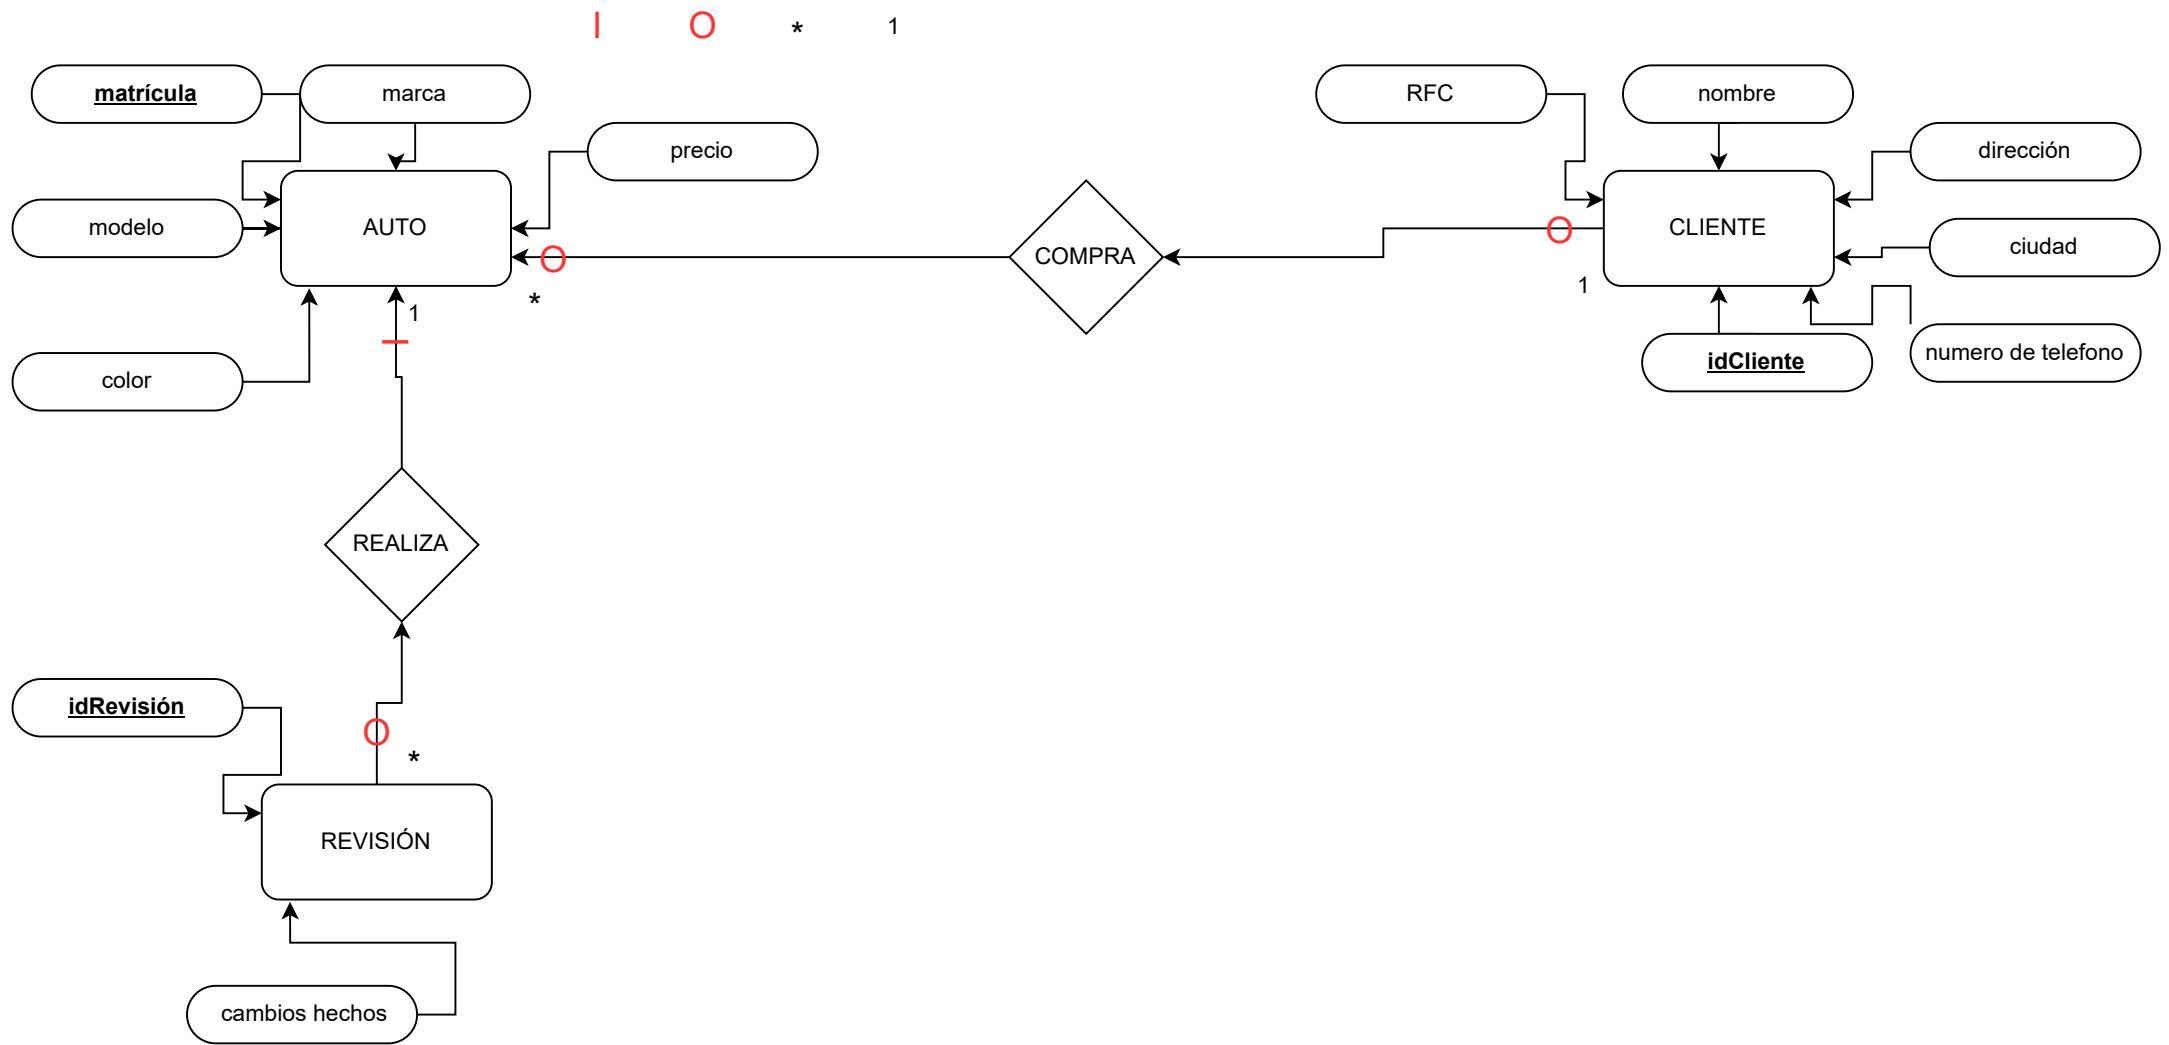 I O * 1
matrícula
marca
RFC
nombre
precio
dirección
modelo
AUTO
COMPRA
CLIENTE
ciudad
O
O
*
1
1
I
color
idCliente
numero de telefono
REALIZA
idRevisión
O
*
REVISIÓN
cambios hechos